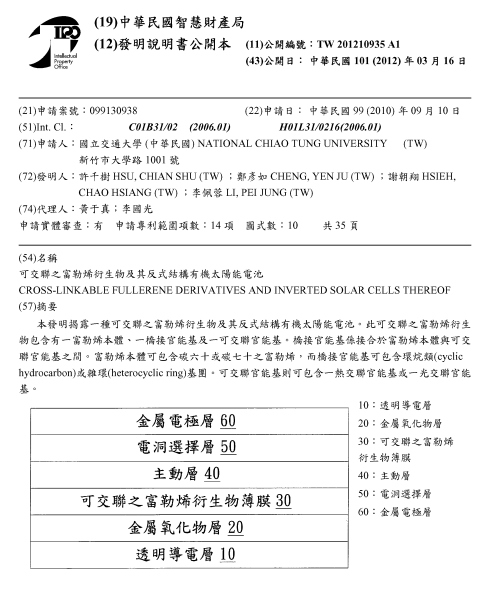 TIPO
Intellectual
Property
Office
(19)中華民國智慧財產局
(12)發明說明書公開本 (11)公開編號：TW 201210935 A1
(43)公開日： 中華民國 101 (2012) 年 03 月 16 日
(21)申請案號：099130938 (22)申請日： 中華民國 99 (2010) 年 09 月 10 日
(51)Int. Cl.： C01B31/02 (2006.01) H01L31/0216(2006.01)
(71)申請人：國立交通大學 (中華民國) NATIONAL CHIAO TUNG UNIVERSITY (TW)
新竹市大學路 1001 號
(72)發明人：許千樹 HSU, CHIAN SHU (TW)；鄭彥如 CHENG, YEN JU (TW)；謝朝翔 HSIEH,
CHAO HSIANG (TW)；李佩蓉 LI, PEI JUNG (TW)
(74)代理人：黃于真；李國光
申請實體審查：有 申請專利範圍項數：14 項 圖式數：10 共 35 頁
(54)名稱
可交聯之富勒烯衍生物及其反式結構有機太陽能電池
CROSS-LINKABLE FULLERENE DERIVATIVES AND INVERTED SOLAR CELLS THEREOF
(57)摘要
本發明揭露一種可交聯之富勒烯衍生物及其反式結構有機太陽能電池。此可交聯之富勒烯衍生
物包含有一富勒烯本體、一橋接官能基及一可交聯官能基。橋接官能基係接合於富勒烯本體與可交
聯官能基之間。富勒烯本體可包含碳六十或碳七十之富勒烯，而橋接官能基可包含環烷類(cyclic
hydrocarbon)或雜環(heterocyclic ring)基團。可交聯官能基則可包含一熱交聯官能基或一光交聯官能
基。
金屬電極層 60
電洞選擇層 50
主動層 40
可交聯之富勒烯衍生物薄膜 30
金屬氧化物層 20
透明導電層 10
10：透明導電層
20：金屬氧化物層
30：可交聯之富勒烯
衍生物薄膜
40：主動層
50：電洞選擇層
60：金屬電極層